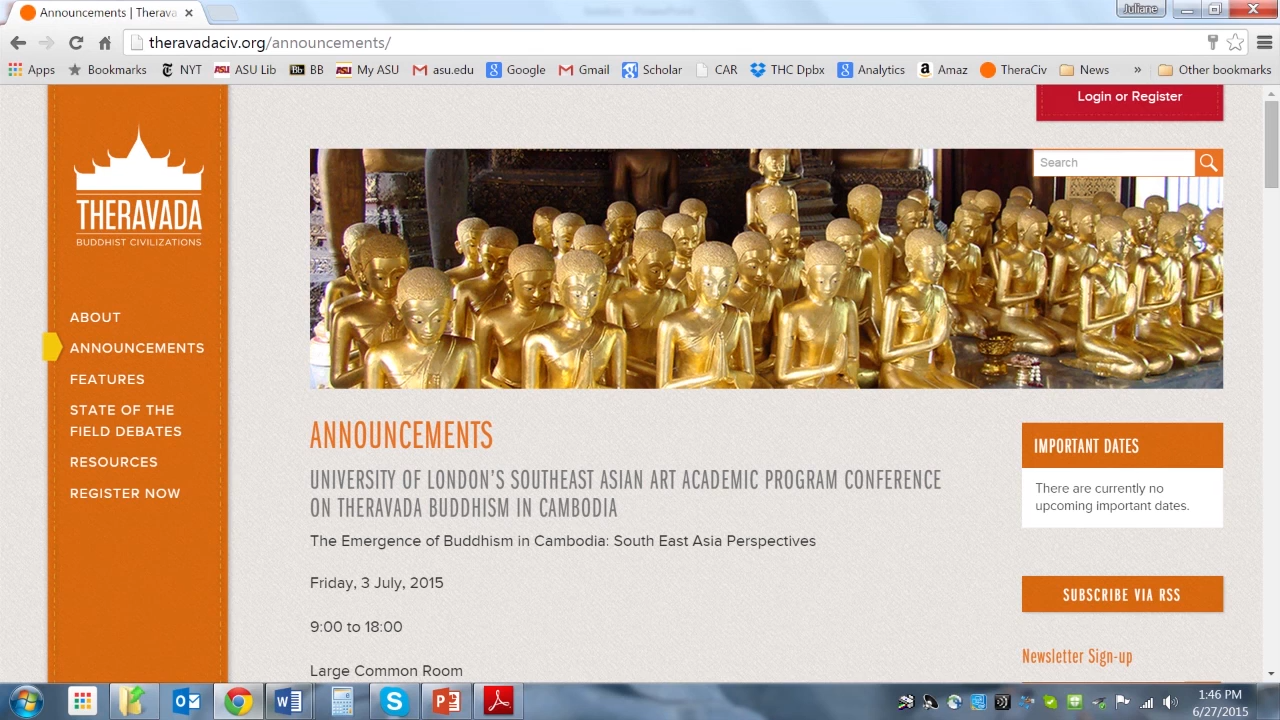 Announcements | Therava
Juliane
theravadaciv.org/announcements/
Apps Bookmarks NYT ASU ASU Lib Bb BB ASU My ASU asu.edu Google Gmail Scholar CAR THC Dpbx Analytics Amaz TheraCiv News » Other bookmarks
Login or Register
Search
THERAVADA
BUDDHIST CIVILIZATIONS
ABOUT
ANNOUNCEMENTS
FEATURES
STATE OF THE
FIELD DEBATES
RESOURCES
REGISTER NOW
ANNOUNCEMENTS
UNIVERSITY OF LONDON'S SOUTHEAST ASIAN ART ACADEMIC PROGRAM CONFERENCE
ON THERAVADA BUDDHISM IN CAMBODIA
The Emergence of Buddhism in Cambodia: South East Asia Perspectives
Friday, 3 July, 2015
9:00 to 18:00
Large Common Room
IMPORTANT DATES
There are currently no
upcoming important dates.
SUBSCRIBE VIA RSS
Newsletter Sign-up
1:46 PM
6/27/2015